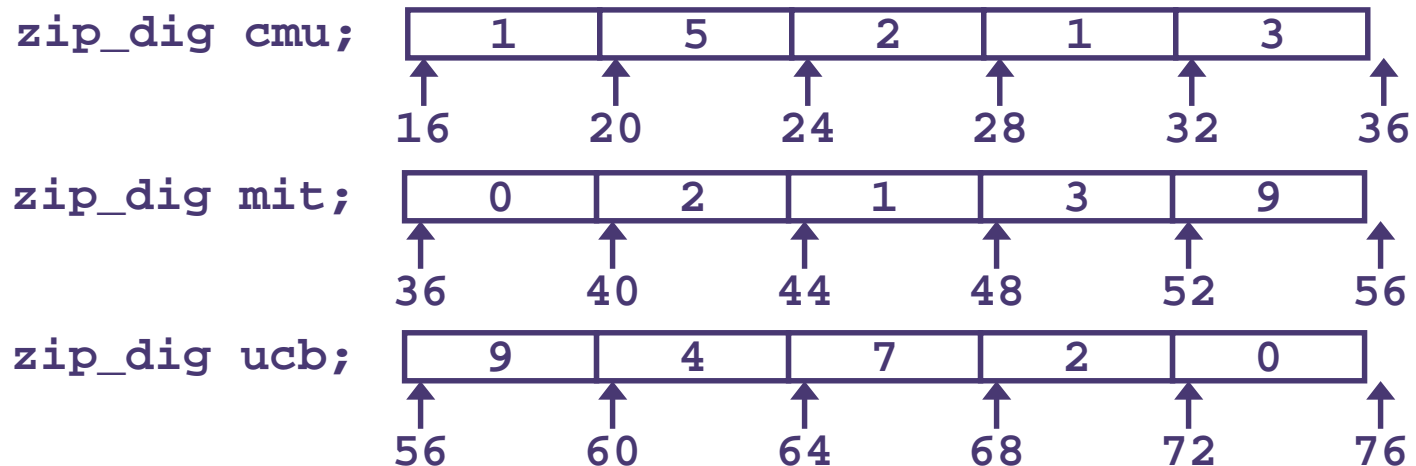 zip_dig cmu; 1 5 2 1 3
16 20 24 28 32 36
zip_dig mit; 0 2 1 3 9
36 40 44 48 52 56
zip_dig ucb; 9 4 7 2 0
56 60 64 68 72 76